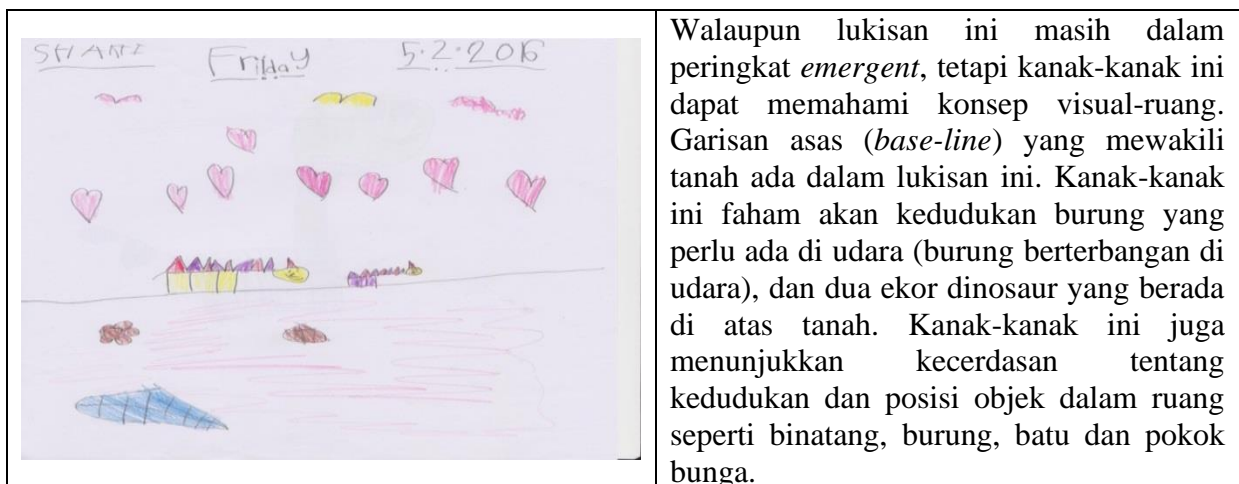 Friday
5.2.2016
Walaupun lukisan ini masih dalam
peringkat emergent, tetapi kanak-kanak ini
dapat memahami konsep visual-ruang.
Garisan asas (base-line) yang mewakili
tanah ada dalam lukisan ini. Kanak-kanak
ini faham akan kedudukan burung yang
perlu ada di udara (burung berterbangan di
udara), dan dua ekor dinosaur yang berada
di atas tanah. Kanak-kanak ini juga
menunjukkan kecerdasan tentang
kedudukan dan posisi objek dalam ruang
seperti binatang, burung, batu dan pokok
bunga.